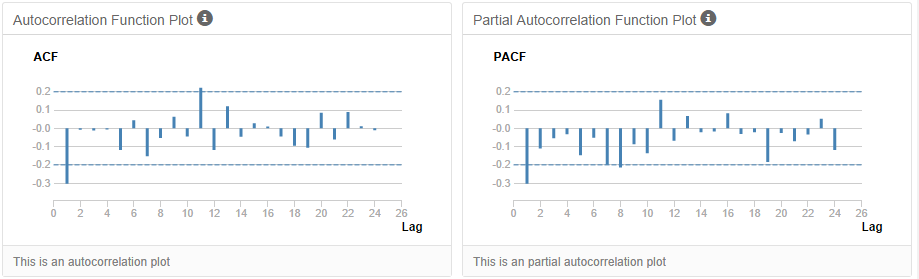 Autocorrelation Function Plot
ACF
0.2
0.1
-0.0
-0.1
-0.2
-0.3
0 2 4 6 8 10 12 14 16 18 20 22 24 26
Lag
This is an autocorrelation plot
Partial Autocorrelation Function Plot
PACF
0.2
0.1
-0.0
-0.1
-0.2
-0.3
0 2 4 6 8 10 12 14 16 18 20 22 24 26
Lag
This is an partial autocorrelation plot